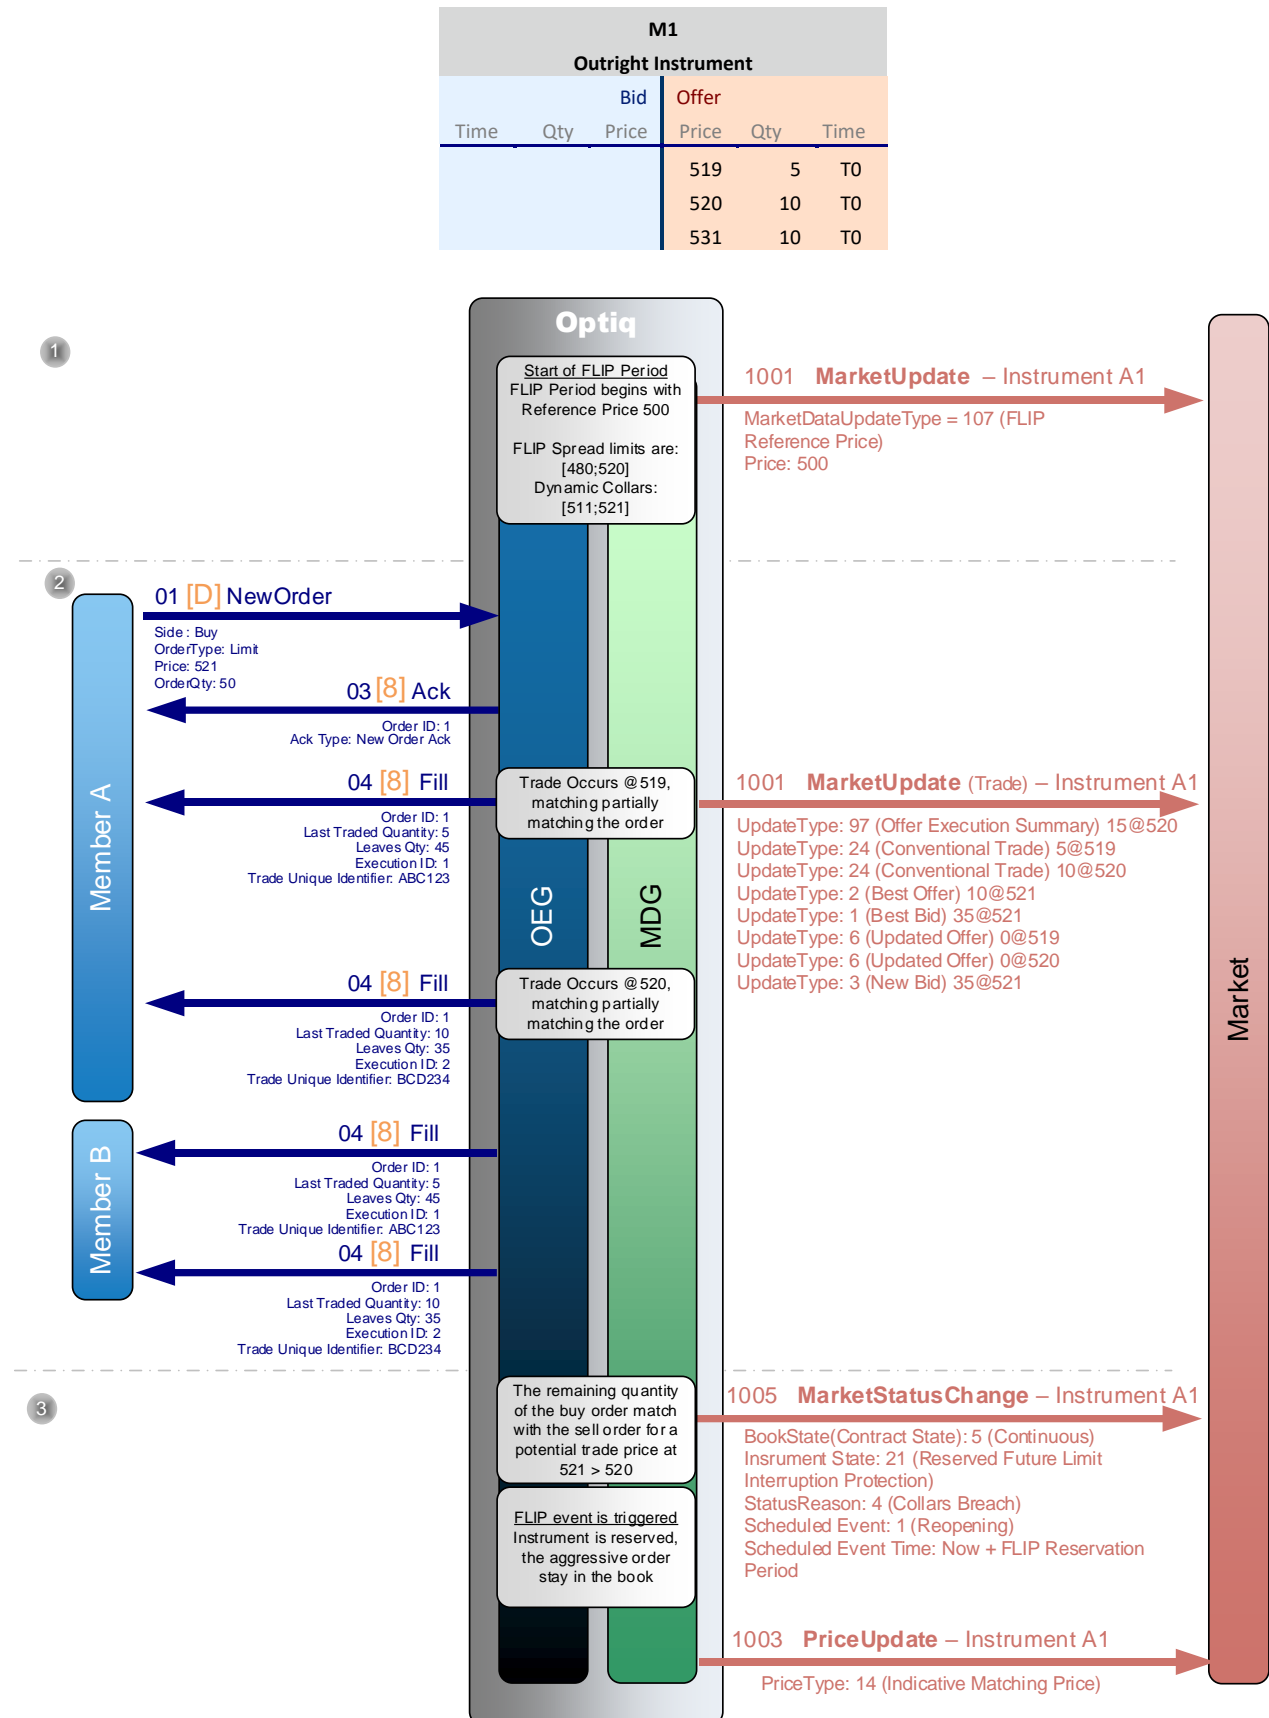 M1
Outright Instrument
Bid Offer
Time Qty Price Price Qty Time
519 5 T0
520 10 T0
531 10 T0
Optiq
1
Start of FLIP Period
FLIP Period begins with
Reference Price 500
FLIP Spread limits are:
[480;520]
Dynamic Collars:
[511;521]
1001 MarketUpdate – Instrument A1
MarketDataUpdateType = 107 (FLIP
Reference Price)
Price: 500
2
01 [D] NewOrder
Side : Buy
OrderType: Limit
Price: 521
OrderQty: 50
03 [8] Ack
Order ID: 1
Ack Type: New Order Ack
04 [8] Fill
Order ID: 1
Last Traded Quantity: 5
Leaves Qty: 45
Execution ID: 1
Trade Unique Identifier: ABC123
Trade Occurs @519,
matching partially
matching the order
1001 MarketUpdate (Trade) – Instrument A1
UpdateType: 97 (Offer Execution Summary) 15@520
UpdateType: 24 (Conventional Trade) 5@519
UpdateType: 24 (Conventional Trade) 10@520
UpdateType: 2 (Best Offer) 10@521
UpdateType: 1 (Best Bid) 35@521
UpdateType: 6 (Updated Offer) 0@519
UpdateType: 6 (Updated Offer) 0@520
UpdateType: 3 (New Bid) 35@521
Member A
OEG
MDG
Market
04 [8] Fill
Order ID: 1
Last Traded Quantity: 10
Leaves Qty: 35
Execution ID: 2
Trade Unique Identifier: BCD234
Trade Occurs @520,
matching partially
matching the order
Member B
04 [8] Fill
Order ID: 1
Last Traded Quantity: 5
Leaves Qty: 45
Execution ID: 1
Trade Unique Identifier: ABC123
04 [8] Fill
Order ID: 1
Last Traded Quantity: 10
Leaves Qty: 35
Execution ID: 2
Trade Unique Identifier: BCD234
3
The remaining quantity
of the buy order match
with the sell order for a
potential trade price at
521 > 520
FLIP event is triggered
Instrument is reserved,
the aggressive order
stay in the book
1005 MarketStatusChange – Instrument A1
BookState(Contract State): 5 (Continuous)
Insrument State: 21 (Reserved Future Limit
Interruption Protection)
StatusReason: 4 (Collars Breach)
Scheduled Event: 1 (Reopening)
Scheduled Event Time: Now + FLIP Reservation
Period
1003 PriceUpdate – Instrument A1
PriceType: 14 (Indicative Matching Price)